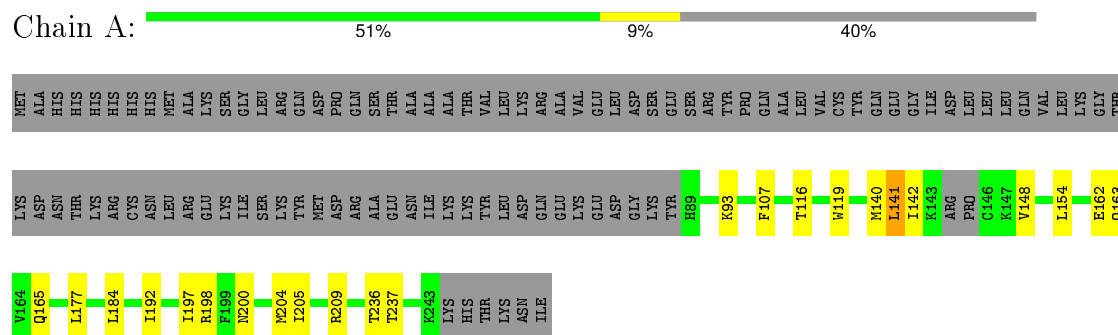 Chain A:
51% 9% 40%
MET ALA HIS HIS HIS HIS HIS HIS MET ALA LYS SER GLY LEU ARG GLN ASP PRO GLN SER THR ALA ALA ALA THR VAL LEU LYS ARG ALA VAL GLU LEU ASP SER GLU SER ARG TYR PRO GLN ALA LEU VAL CYS TYR GLN GLU GLY ILE ASP LEU LEU LEU GLN VAL LEU LYS GLY THR
LYS ASP ASN THR LYS ARG CYS ASN LEU ARG GLU LYS ILE SER LYS TYR MET ASP ARG ALA GLU ASN ILE LYS LYS TYR LEU ASP GLN GLU LYS GLU ASP GLY LYS TYR H89 K93 F107 T116 W119 M140 L141 I142 K143 ARG PRO C146 K147 V148 L154 E162 Q163
V164 Q165 L177 L184 I192 I197 R198 F199 N200 M204 I205 R209 T236 T237 K243 LYS HIS THR LYS ASN ILE